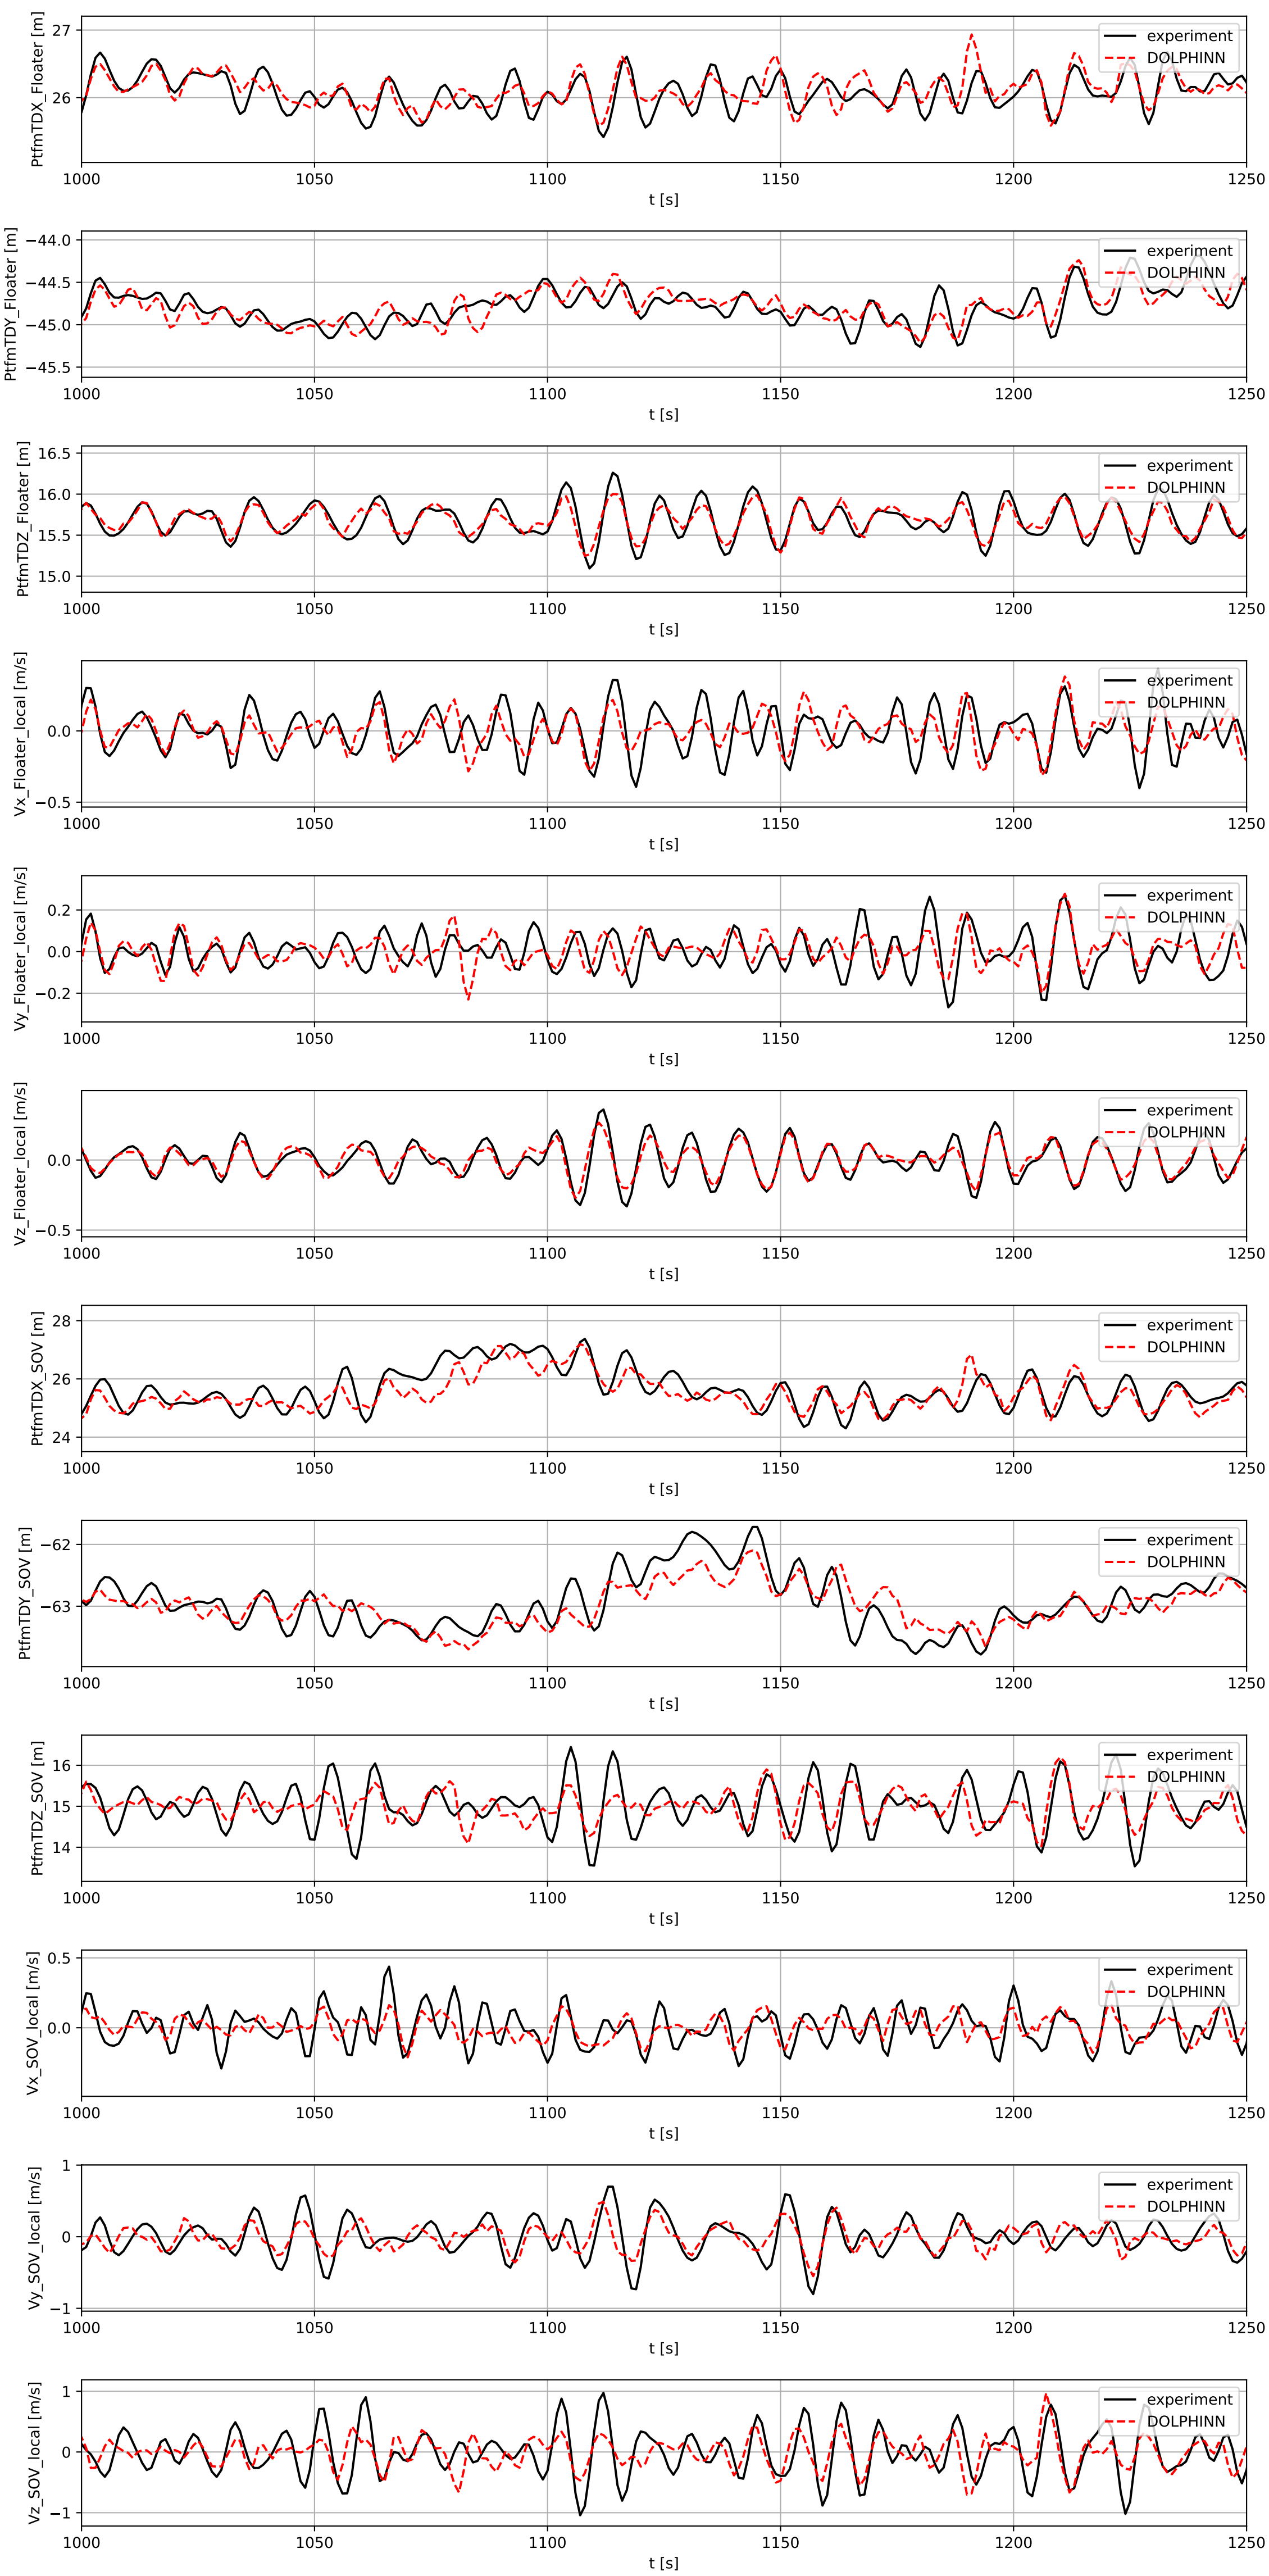 PtfmTDX_Floater [m]
27
26
experiment
DOLPHINN
1000 1050 1100 1150 1200 1250
t [s]
PtfmTDY_Floater [m]
−44.0
−44.5
−45.0
−45.5
experiment
DOLPHINN
1000 1050 1100 1150 1200 1250
t [s]
PtfmTDZ_Floater [m]
16.5
16.0
15.5
15.0
experiment
DOLPHINN
1000 1050 1100 1150 1200 1250
t [s]
Vx_Floater_local [m/s]
0.0
−0.5
experiment
DOLPHINN
1000 1050 1100 1150 1200 1250
t [s]
Vy_Floater_local [m/s]
0.2
0.0
−0.2
experiment
DOLPHINN
1000 1050 1100 1150 1200 1250
t [s]
Vz_Floater_local [m/s]
0.0
−0.5
experiment
DOLPHINN
1000 1050 1100 1150 1200 1250
t [s]
PtfmTDX_SOV [m]
28
26
24
experiment
DOLPHINN
1000 1050 1100 1150 1200 1250
t [s]
PtfmTDY_SOV [m]
−62
−63
experiment
DOLPHINN
1000 1050 1100 1150 1200 1250
t [s]
PtfmTDZ_SOV [m]
16
15
14
experiment
DOLPHINN
1000 1050 1100 1150 1200 1250
t [s]
Vx_SOV_local [m/s]
0.5
0.0
experiment
DOLPHINN
1000 1050 1100 1150 1200 1250
t [s]
Vy_SOV_local [m/s]
1
0
−1
experiment
DOLPHINN
1000 1050 1100 1150 1200 1250
t [s]
Vz_SOV_local [m/s]
1
0
−1
experiment
DOLPHINN
1000 1050 1100 1150 1200 1250
t [s]